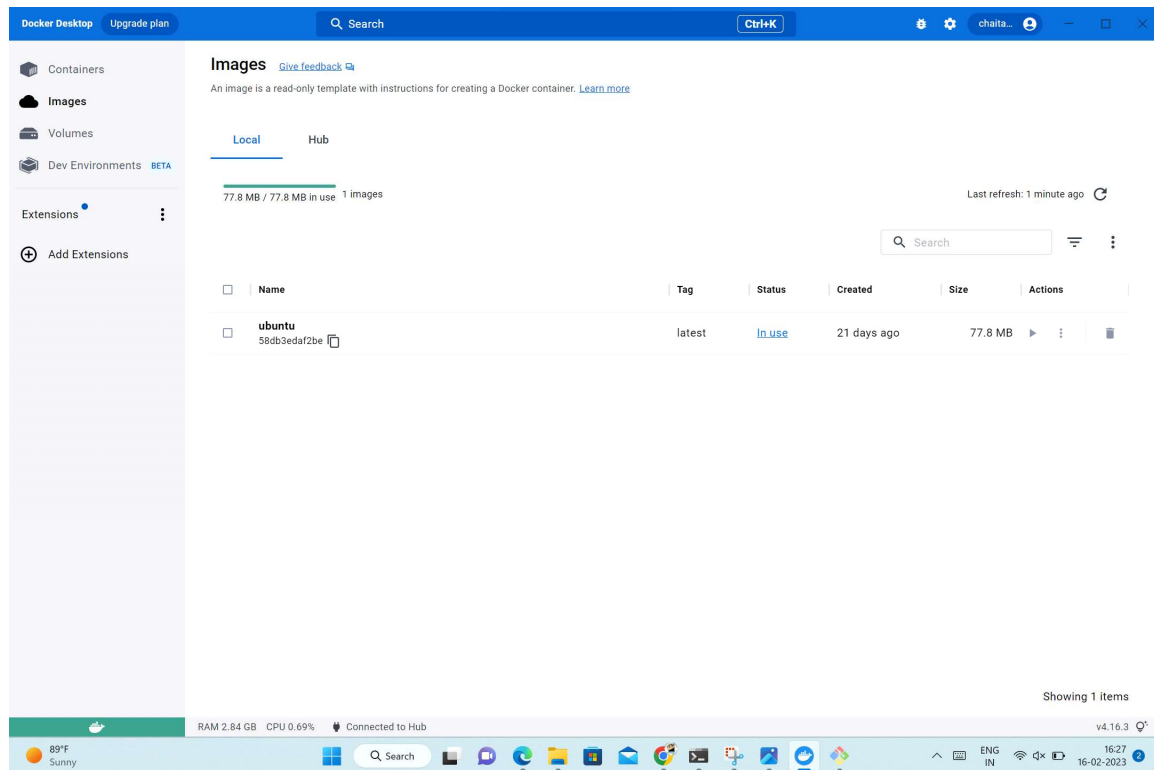 Docker Desktop Upgrade plan Search Ctrl+K chaita...
Containers
Images
Volumes
Dev Environments BETA
Extensions
Add Extensions
Images Give feedback
An image is a read-only template with instructions for creating a Docker container. Learn more
Local Hub
77.8 MB / 77.8 MB in use 1 images Last refresh: 1 minute ago
Search
Name Tag Status Created Size Actions
ubuntu
58db3edaf2be latest In use 21 days ago 77.8 MB
Showing 1 items
RAM 2.84 GB CPU 0.69% Connected to Hub v4.16.3
89°F
Sunny
Search
ENG
IN
16:27
16-02-2023
2